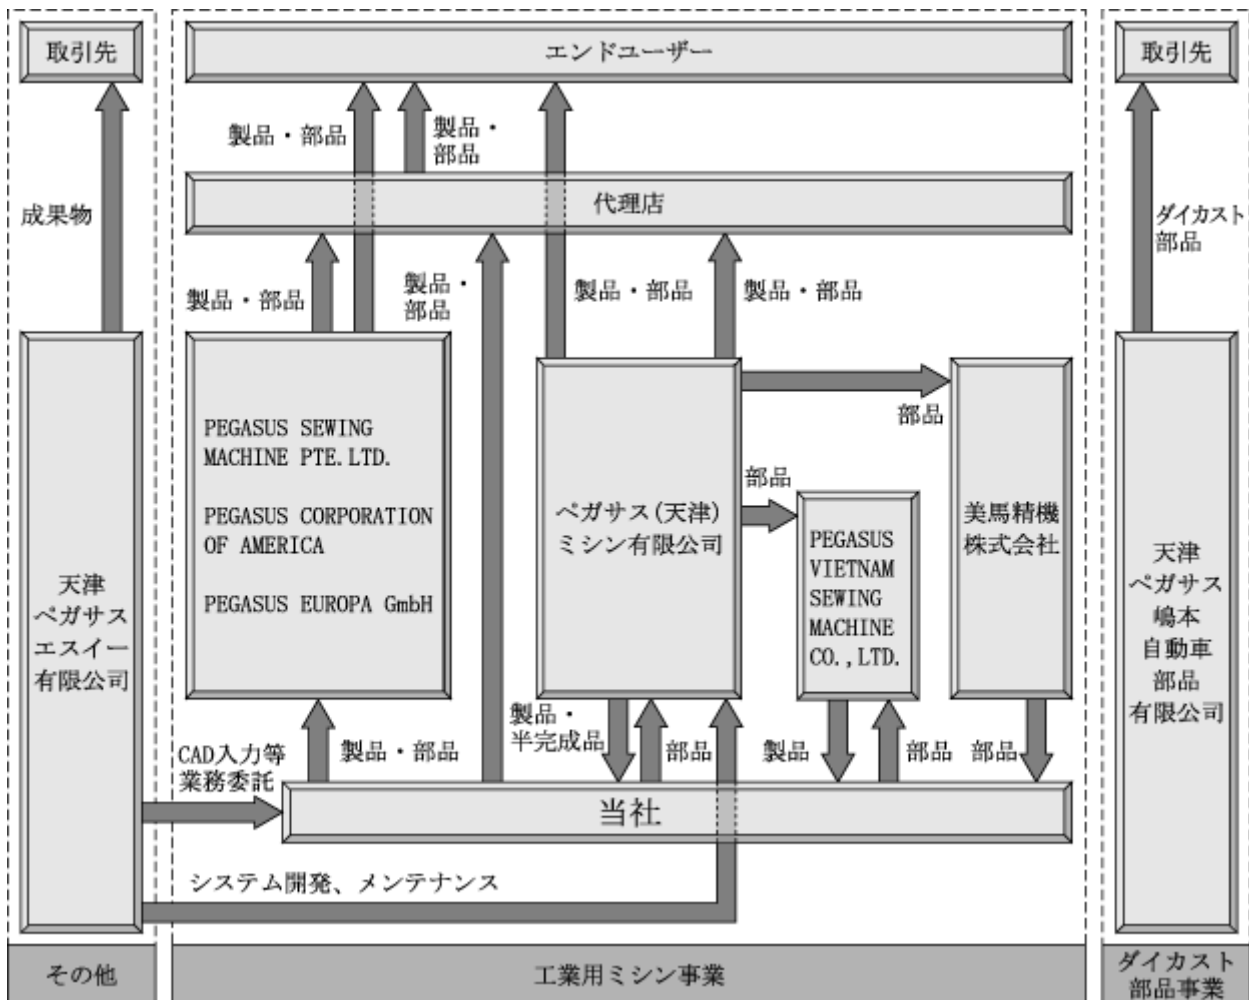 取引先
エンドユーザー
取引先
製品・部品
製品・
部品
代理店
成果物
ダイカスト
部品
製品・部品
製品・
部品
製品・部品
製品・部品
部品
部品
PEGASUS SEWING
MACHINE PTE.LTD.
PEGASUS CORPORATION
OF AMERICA
PEGASUS EUROPA GmbH
ペガサス(天津)
ミシン有限公司
PEGASUS
VIETNAM
SEWING
MACHINE
CO.,LTD.
美馬精機
株式会社
天津
ペガサス
エスイー
有限公司
天津
ペガサス
嶋本
自動車
部品
有限公司
CAD入力等
業務委託
製品・部品
製品・
半完成品
部品
製品
部品
部品
当社
システム開発、メンテナンス
その他
工業用ミシン事業
ダイカスト
部品事業